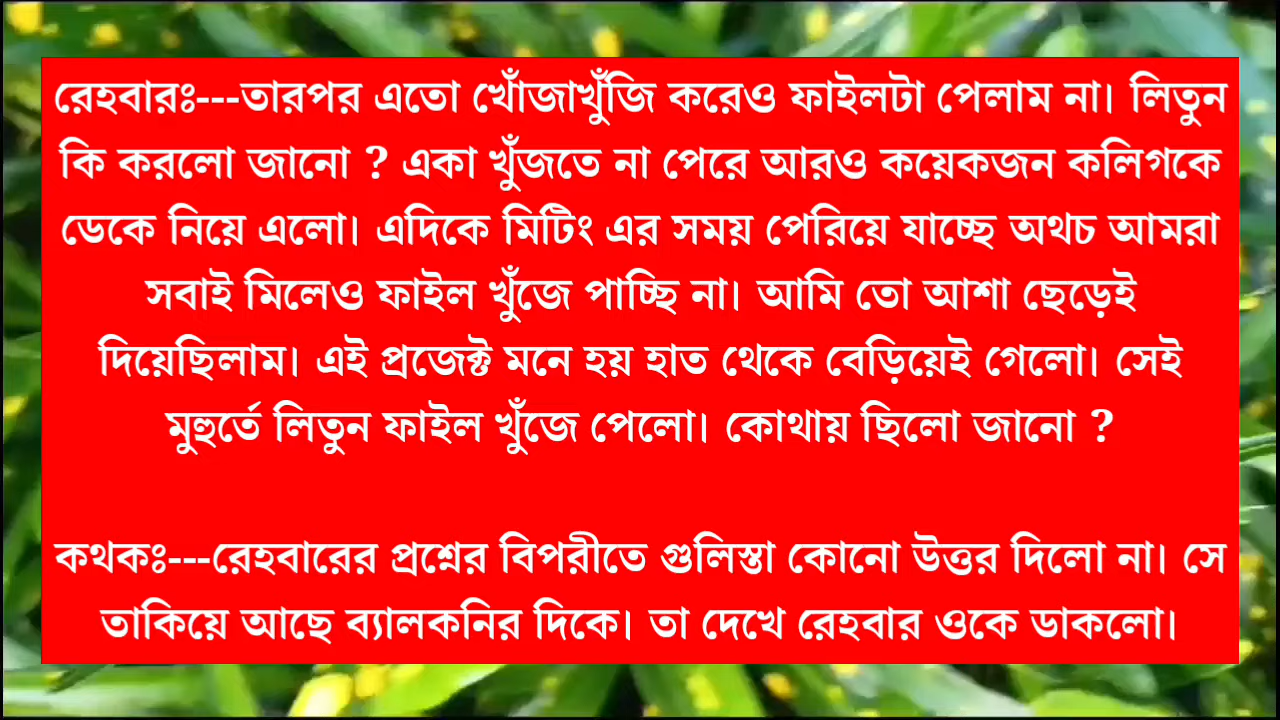 রেহবারঃ---তারপর এতো খোঁজাখুঁজি করেও ফাইলটা পেলাম না। লিতুন
কি করলো জানো ? একা খুঁজতে না পেরে আরও কয়েকজন কলিগকে
ডেকে নিয়ে এলো। এদিকে মিটিং এর সময় পেরিয়ে যাচ্ছে অথচ আমরা
সবাই মিলেও ফাইল খুঁজে পাচ্ছি না। আমি তো আশা ছেড়েই
দিয়েছিলাম। এই প্রজেক্ট মনে হয় হাত থেকে বেড়িয়েই গেলো। সেই
মুহুর্তে লিতুন ফাইল খুঁজে পেলো। কোথায় ছিলো জানো ?
কথকঃ---রেহবারের প্রশ্নের বিপরীতে গুলিস্তা কোনো উত্তর দিলো না। সে
তাকিয়ে আছে ব্যালকনির দিকে। তা দেখে রেহবার ওকে ডাকলো।